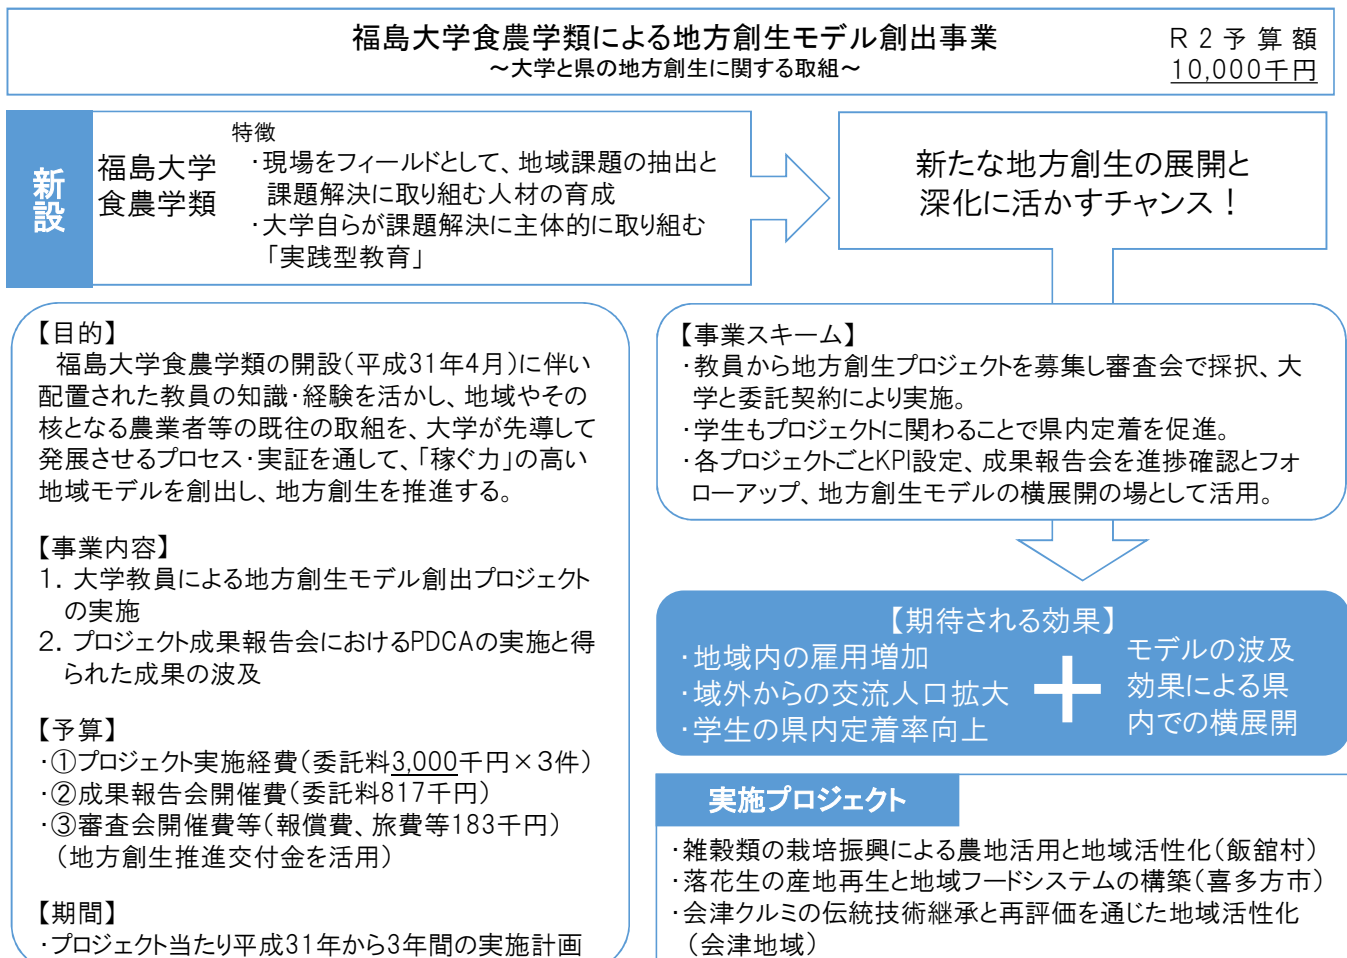 福島大学食農学類による地方創生モデル創出事業
～大学と県の地方創生に関する取組～
R２予算額
10,000千円
新設
福島大学
食農学類
特徴
・現場をフィールドとして、地域課題の抽出と
課題解決に取り組む人材の育成
・大学自らが課題解決に主体的に取り組む
「実践型教育」
新たな地方創生の展開と
深化に活かすチャンス！
【目的】
福島大学食農学類の開設（平成31年4月）に伴い
配置された教員の知識・経験を活かし、地域やその
核となる農業者等の既往の取組を、大学が先導して
発展させるプロセス・実証を通して、「稼ぐ力」の高い
地域モデルを創出し、地方創生を推進する。
【事業内容】
１．大学教員による地方創生モデル創出プロジェクト
の実施
２．プロジェクト成果報告会におけるPDCAの実施と得
られた成果の波及
【予算】
・①プロジェクト実施経費（委託料3,000千円×３件）
・②成果報告会開催費（委託料817千円）
・③審査会開催費等（報償費、旅費等183千円）
（地方創生推進交付金を活用）
【期間】
・プロジェクト当たり平成31年から3年間の実施計画
【事業スキーム】
・教員から地方創生プロジェクトを募集し審査会で採択、大
学と委託契約により実施。
・学生もプロジェクトに関わることで県内定着を促進。
・各プロジェクトごとKPI設定、成果報告会を進捗確認とフォ
ローアップ、地方創生モデルの横展開の場として活用。
【期待される効果】
・地域内の雇用増加
・域外からの交流人口拡大
・学生の県内定着率向上
＋
モデルの波及
効果による県
内での横展開
実施プロジェクト
・雑穀類の栽培振興による農地活用と地域活性化（飯舘村）
・落花生の産地再生と地域フードシステムの構築（喜多方市）
・会津クルミの伝統技術継承と再評価を通じた地域活性化
（会津地域）